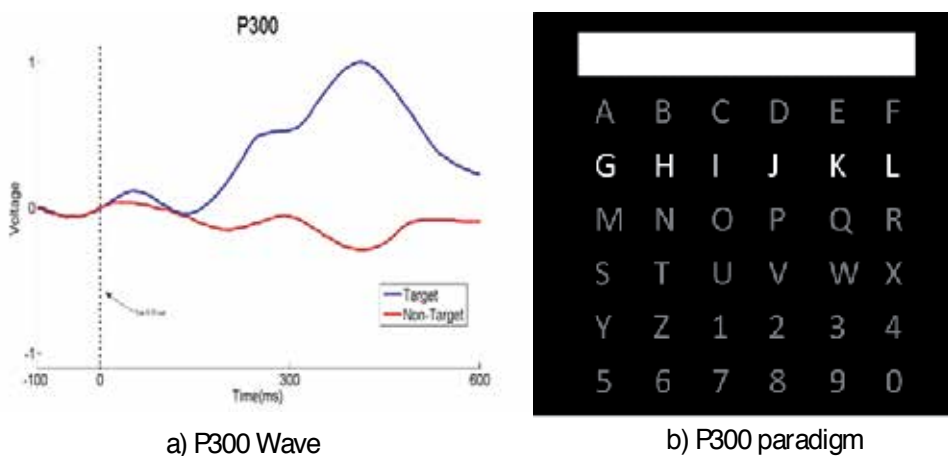 P300
1
0
-1
Voltage
-100 0 300 600
Time(ms)
Target
Non-Target
a) P300 Wave
A B C D E F
G H I J K L
M N O P Q R
S T U V W X
Y Z 1 2 3 4
5 6 7 8 9 0
b) P300 paradigm